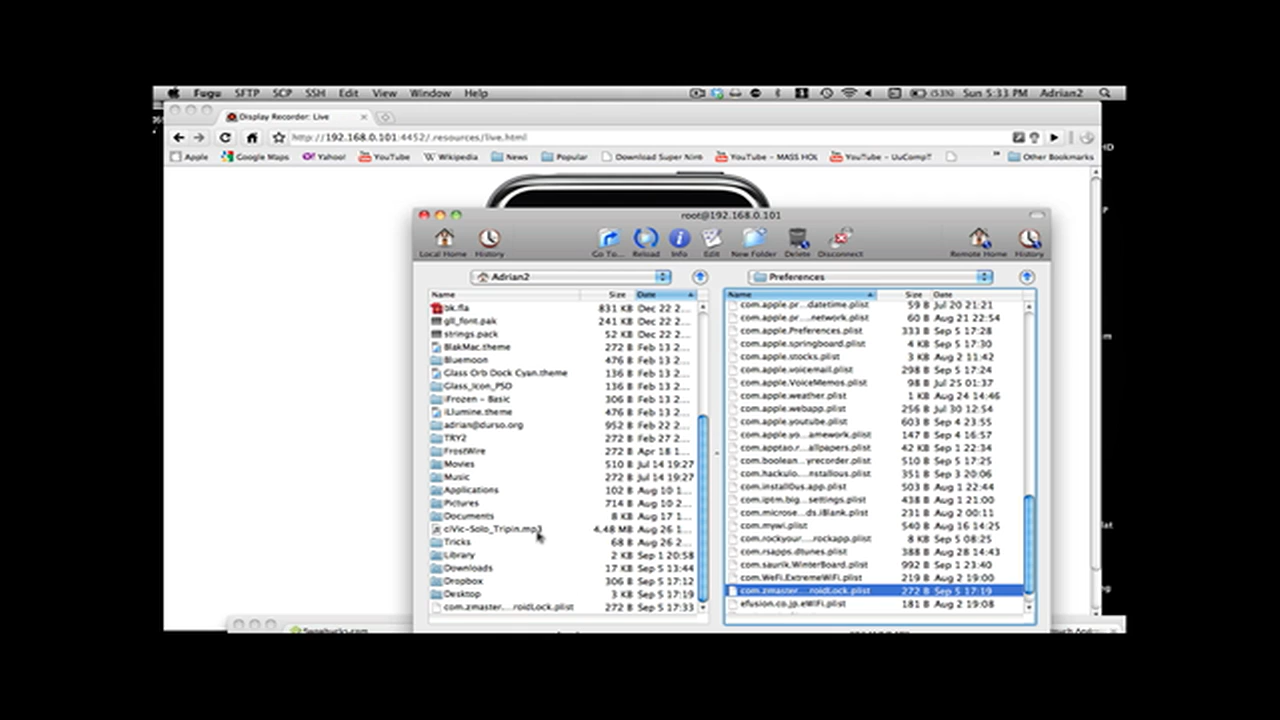 Fugu SFTP SCP SSH Edit View Window Help (53%) Sun 5:33 PM Adrian2
Display Recorder: Live
http://192.168.0.101:4452/.resources/live.html
Apple Google Maps Yahoo! YouTube Wikipedia News Popular Download Super Nint YouTube - MASS HOL YouTube - UuCompIT Other Bookmarks
root@192.168.0.101
Local Home History Go To... Reload Info Edit New Folder Delete Disconnect Remote Home History
Adrian2 Preferences
Name Size Date Name Size Date
bk.fla 831 KB Dec 22 2... com.apple.pr...datetime.plist 59 B Jul 20 21:21
gll_font.pak 241 KB Dec 22 2... com.apple.pr...network.plist 60 B Aug 21 22:54
strings.pack 52 KB Dec 22 2... com.apple.Preferences.plist 333 B Sep 5 17:28
BlakMac.theme 272 B Feb 13 2... com.apple.springboard.plist 4 KB Sep 5 17:30
Bluemoon 476 B Feb 13 2... com.apple.stocks.plist 3 KB Aug 2 11:42
Glass Orb Dock Cyan.theme 136 B Feb 13 2... com.apple.voicemail.plist 298 B Sep 5 17:24
Glass_Icon_PSD 136 B Feb 13 2... com.apple.VoiceMemos.plist 98 B Jul 25 01:37
iFrozen - Basic 306 B Feb 13 2... com.apple.weather.plist 1 KB Aug 24 14:46
iLlumine.theme 476 B Feb 13 2... com.apple.webapp.plist 256 B Jul 30 12:54
adrian@durso.org 952 B Feb 22 2... com.apple.youtube.plist 603 B Sep 4 23:55
TRY2 272 B Feb 27 2... com.apple.yo...amework.plist 147 B Sep 4 16:57
FrostWire 272 B Apr 18 1... com.apptao.r...allpapers.plist 42 KB Sep 1 22:34
Movies 510 B Jul 14 19:27 com.boolean...yrecorder.plist 510 B Sep 5 17:25
Music 272 B Jul 14 19:27 com.hackulo...nstallous.plist 351 B Sep 3 20:06
Applications 102 B Aug 10 1... com.install0us.app.plist 503 B Aug 1 22:44
Pictures 714 B Aug 10 2... com.iptm.big...settings.plist 438 B Aug 1 21:00
Documents 8 KB Aug 17 1... com.microse...ds.iBlank.plist 231 B Aug 2 00:11
ciVic-Solo_Tripin.mp3 4.48 MB Aug 26 1... com.mywi.plist 540 B Aug 16 14:25
Tricks 68 B Aug 26 2... com.rockyour...rockapp.plist 8 KB Sep 5 08:25
Library 2 KB Sep 1 20:58 com.rsapps.dtunes.plist 388 B Aug 28 14:43
Downloads 17 KB Sep 5 13:44 com.saurik.WinterBoard.plist 992 B Sep 1 23:40
Dropbox 306 B Sep 5 17:12 com.WeFi.ExtremeWiFi.plist 219 B Aug 2 19:00
Desktop 3 KB Sep 5 17:19 com.zmaster...roidLock.plist 272 B Sep 5 17:19
com.zmaster....roidLock.plist 272 B Sep 5 17:33 efusion.co.jp.eWiFi.plist 181 B Aug 2 19:08